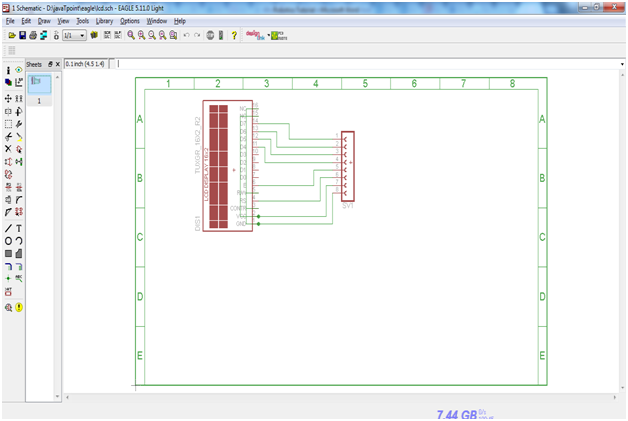 1 Schematic - D:\javaTpoint\eagle\lcd.sch - EAGLE 5.11.0 Light
File Edit Draw View Tools Library Options Window Help
1/1
Sheets
0.1 inch (4.5 1.4)
1
1 2 3 4 5 6 7 8
A A
B B
C C
D D
E E
TUXGR_16X2_R2
LCD DISPLAY 16x2
DIS1
NC
D7
D6
D5
D4
D3
D2
D1
D0
E
R/W
RS
CONTR
VCC
GND
SV1
7.44 GB